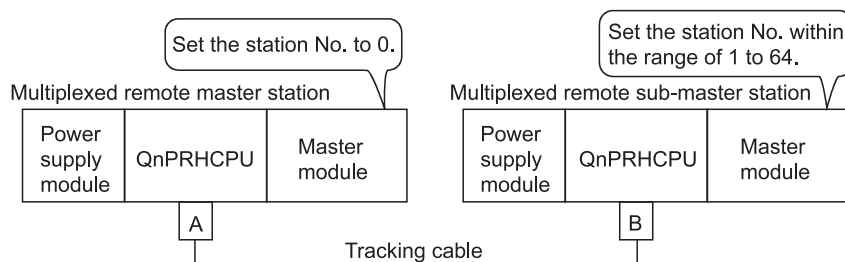 Set the station No. to 0.
Set the station No. within
the range of 1 to 64.
Multiplexed remote master station
Multiplexed remote sub-master station
Power
supply
module
QnPRHCPU
Master
module
Power
supply
module
QnPRHCPU
Master
module
A
B
Tracking cable